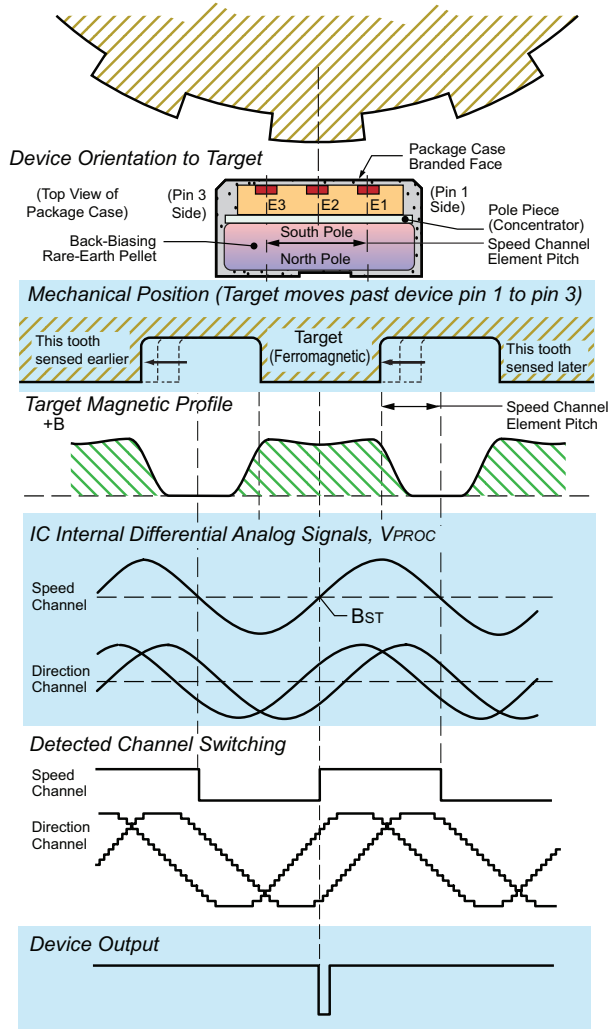 Device Orientation to Target
Package Case
Branded Face
(Top View of
Package Case)
(Pin 3
Side)
E3
E2
E1
(Pin 1
Side)
Pole Piece
(Concentrator)
Back-Biasing
Rare-Earth Pellet
South Pole
North Pole
Speed Channel
Element Pitch
Mechanical Position (Target moves past device pin 1 to pin 3)
This tooth
sensed earlier
Target
(Ferromagnetic)
This tooth
sensed later
Target Magnetic Profile
+B
Speed Channel
Element Pitch
IC Internal Differential Analog Signals, VPROC
Speed
Channel
BST
Direction
Channel
Detected Channel Switching
Speed
Channel
Direction
Channel
Device Output